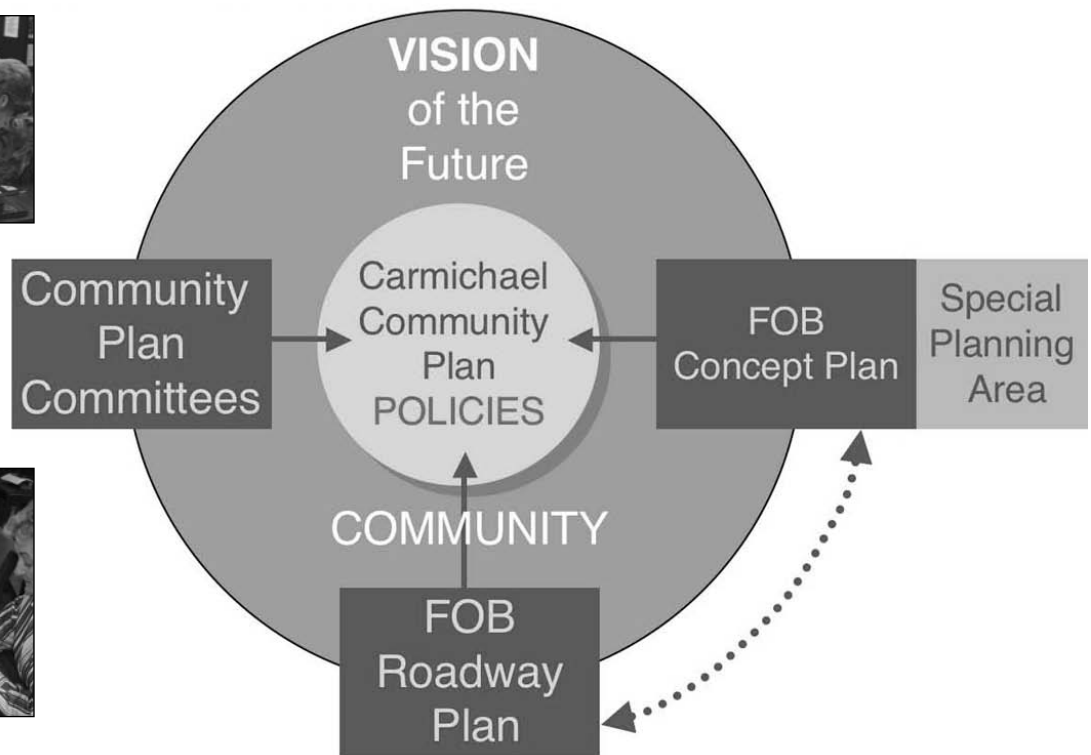 VISION
of the
Future
Community
Plan
Committees
Carmichael
Community
Plan
POLICIES
FOB
Concept Plan
Special
Planning
Area
COMMUNITY
FOB
Roadway
Plan